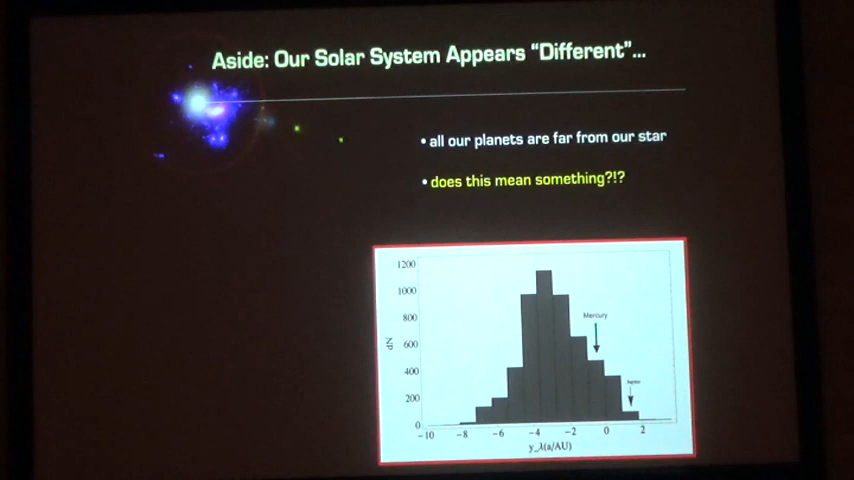 Aside: Our Solar System Appears "Different"...
• all our planets are far from our star
• does this mean something?!?
1200
1000
800
600
400
200
0
dN
Mercury
Jupiter
-10 -8 -6 -4 -2 0 2
y_λ(a/AU)